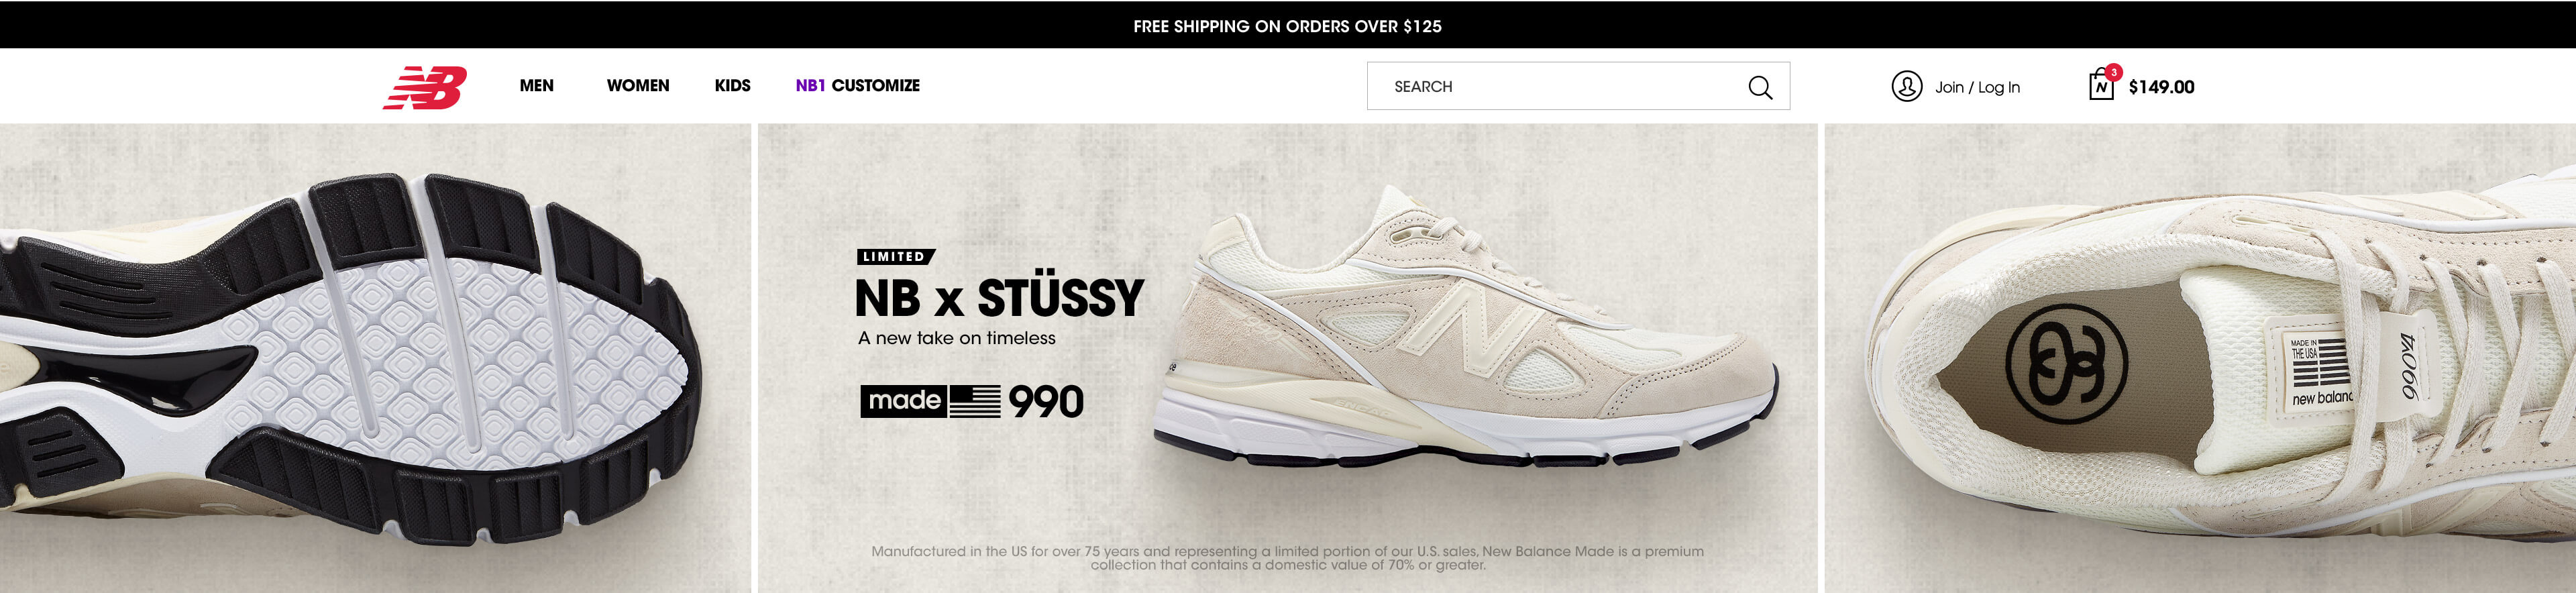 FREE SHIPPING ON ORDERS OVER $125
NB
MEN WOMEN KIDS NB1 CUSTOMIZE
SEARCH
Join / Log In
3
N
$149.00
LIMITED
NB x STÜSSY
A new take on timeless
made 990
N
ENCAP
MADE IN
THE USA
new balanc
990v4
Manufactured in the US for over 75 years and representing a limited portion of our U.S. sales, New Balance Made is a premium
collection that contains a domestic value of 70% or greater.